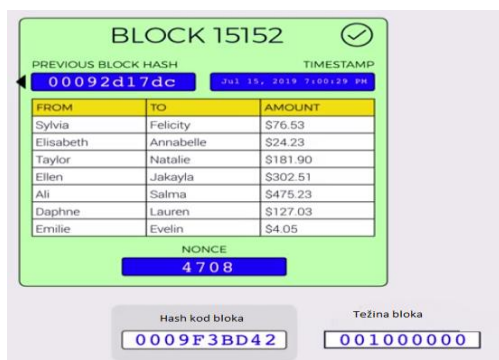 BLOCK 15152
PREVIOUS BLOCK HASH TIMESTAMP
00092d17dc Jul 15, 2019 7:00:29 PM
FROM TO AMOUNT
Sylvia Felicity $76.53
Elisabeth Annabelle $24.23
Taylor Natalie $181.90
Ellen Jakayla $302.51
Ali Salma $475.23
Daphne Lauren $127.03
Emilie Evelin $4.05
NONCE
4708
Hash kod bloka Težina bloka
0009F3BD42 001000000